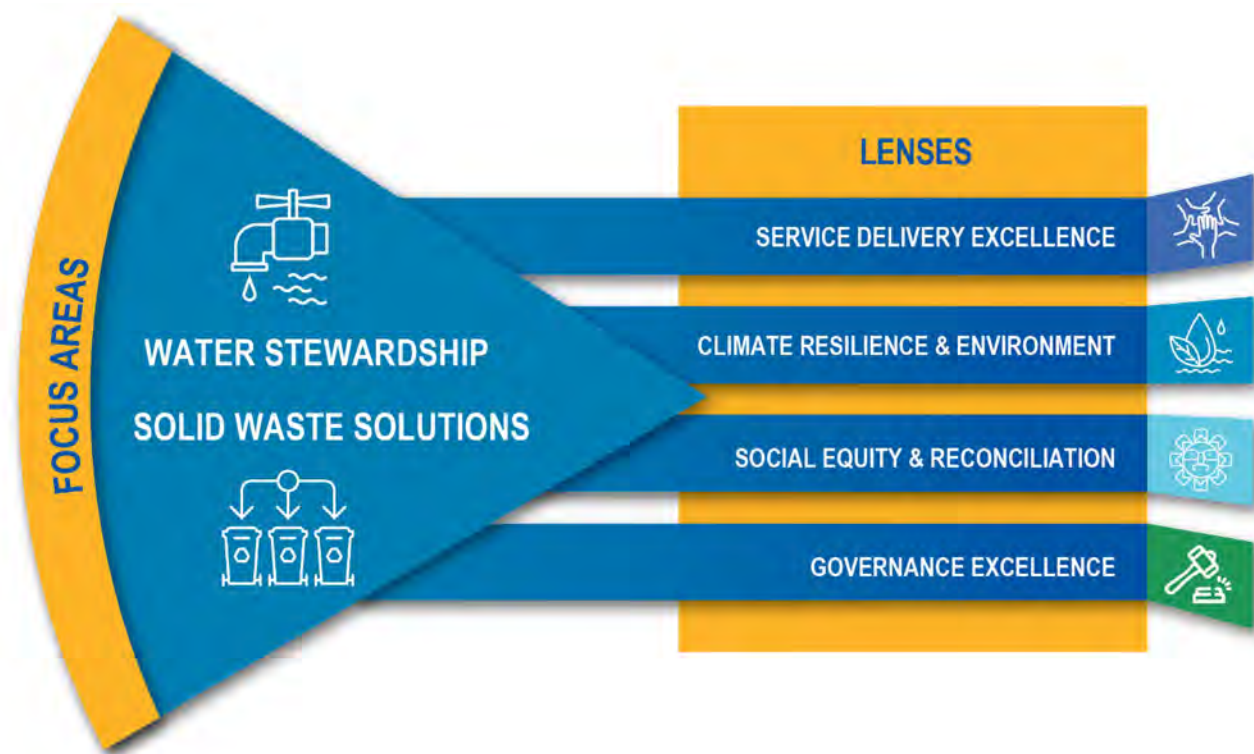 FOCUS AREAS
WATER STEWARDSHIP
SOLID WASTE SOLUTIONS
LENSES
SERVICE DELIVERY EXCELLENCE
CLIMATE RESILIENCE & ENVIRONMENT
SOCIAL EQUITY & RECONCILIATION
GOVERNANCE EXCELLENCE